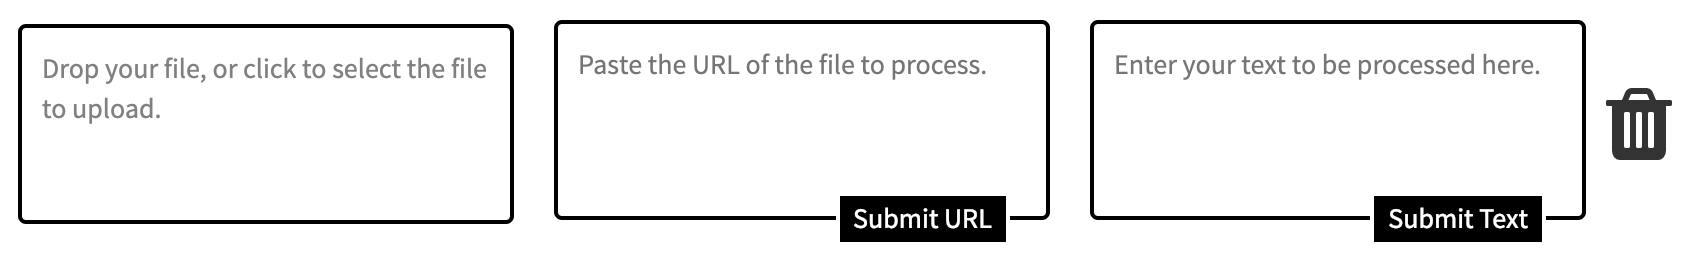 Drop your file, or click to select the file
to upload.
Paste the URL of the file to process.
Submit URL
Enter your text to be processed here.
Submit Text